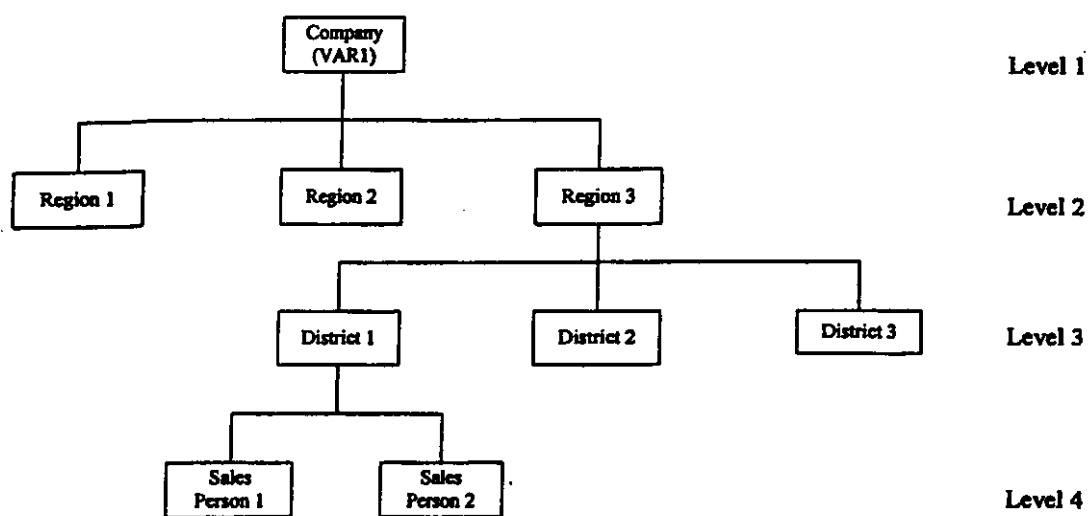 Company
(VAR1)
Level 1
Region 1
Region 2
Region 3
Level 2
District 1
District 2
District 3
Level 3
Sales
Person 1
Sales
Person 2
Level 4